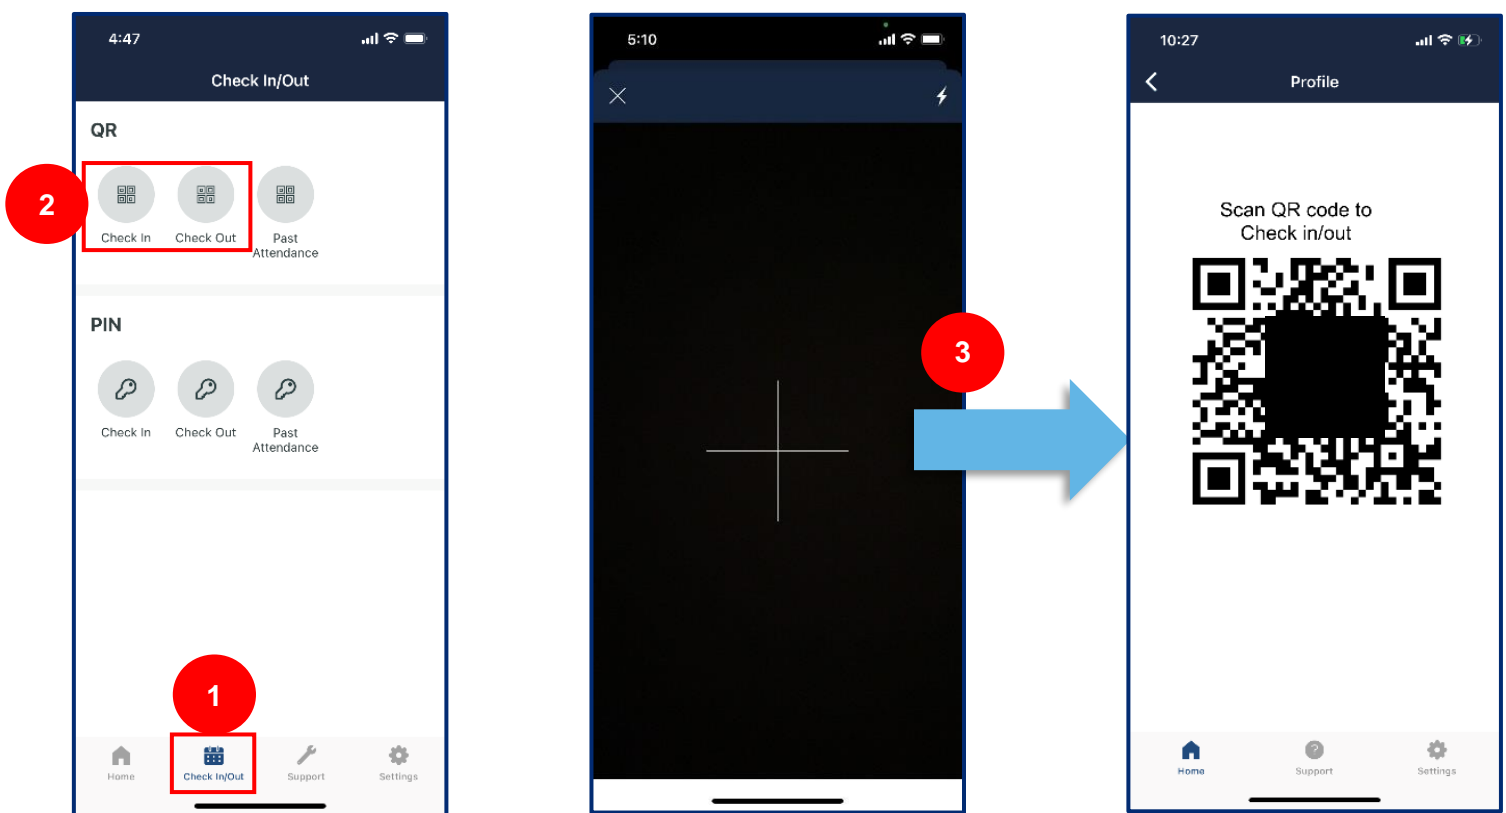 4:47
Check In/Out
QR
2
Check In
Check Out
Past
Attendance
PIN
Check In
Check Out
Past
Attendance
1
Home
Check In/Out
Support
Settings
5:10
3
10:27
Profile
Scan QR code to
Check in/out
Home
Support
Settings